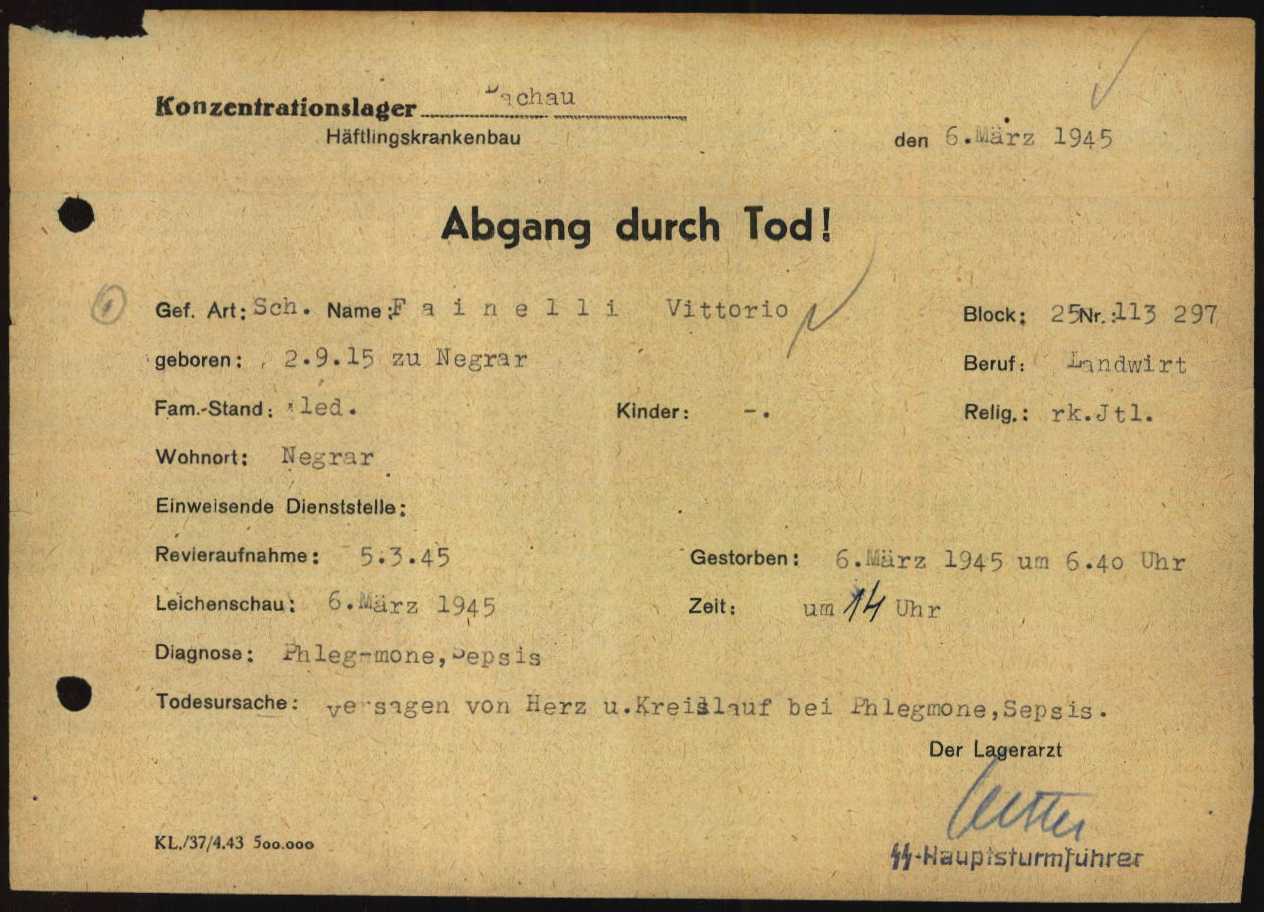 Konzentrationslager Dachau
Häftlingskrankenbau
den 6.März 1945
Abgang durch Tod!
Gef. Art: Sch. Name: Fainelli Vittorio Block: 25 Nr.: 113 297
geboren: 2.9.15 zu Negrar Beruf: Landwirt
Fam.-Stand: led. Kinder: -. Relig.: rk.Jtl.
Wohnort: Negrar
Einweisende Dienststelle:
Revieraufnahme: 5.3.45 Gestorben: 6.März 1945 um 6.40 Uhr
Leichenschau: 6.März 1945 Zeit: um 14 Uhr
Diagnose: Phleg-mone,Sepsis
Todesursache: versagen von Herz u.Kreislauf bei Phlegmone,Sepsis.
Der Lagerarzt
SS-Hauptsturmführer
KL./37/4.43 500.000